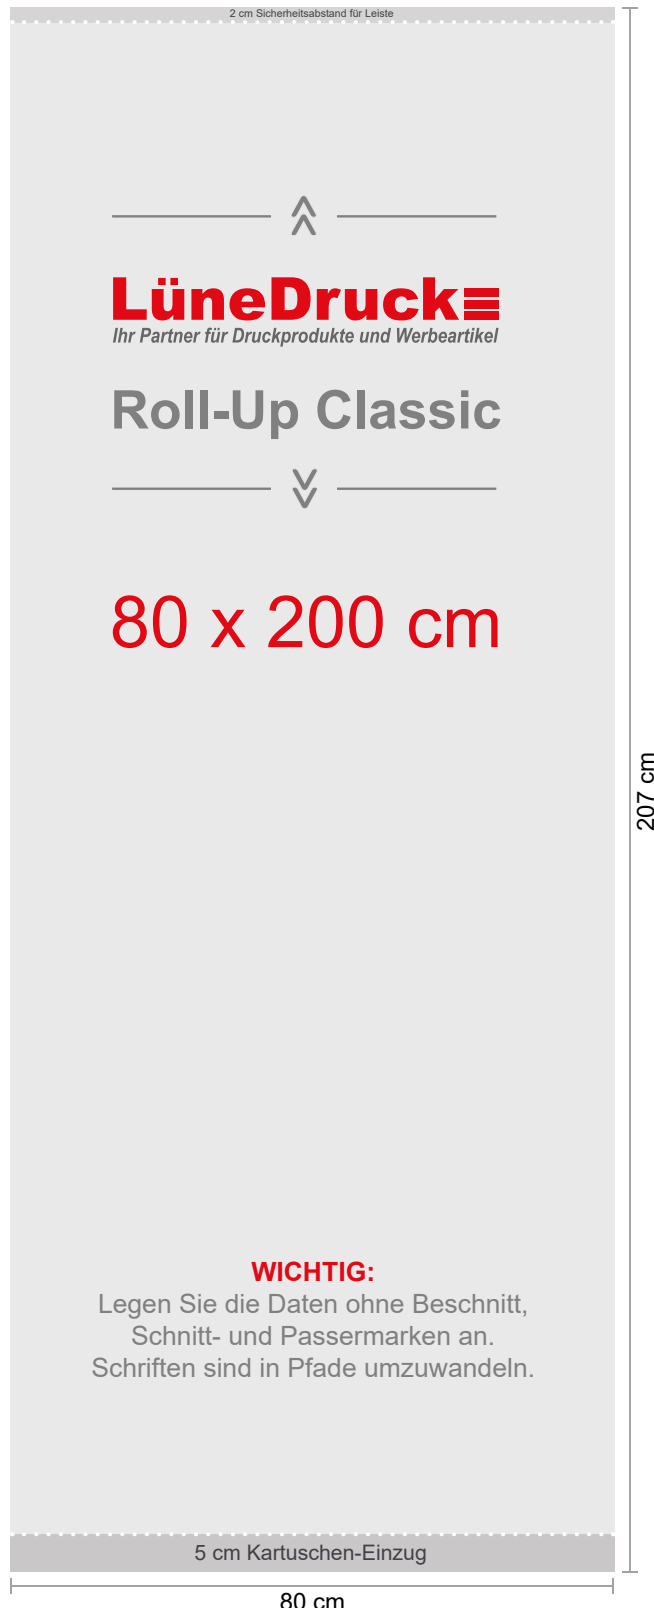 2 cm Sicherheitsabstand für Leiste
LüneDruck
Ihr Partner für Druckprodukte und Werbeartikel
Roll-Up Classic
80 x 200 cm
207 cm
WICHTIG:
Legen Sie die Daten ohne Beschnitt,
Schnitt- und Passermarken an.
Schriften sind in Pfade umzuwandeln.
5 cm Kartuschen-Einzug
80 cm